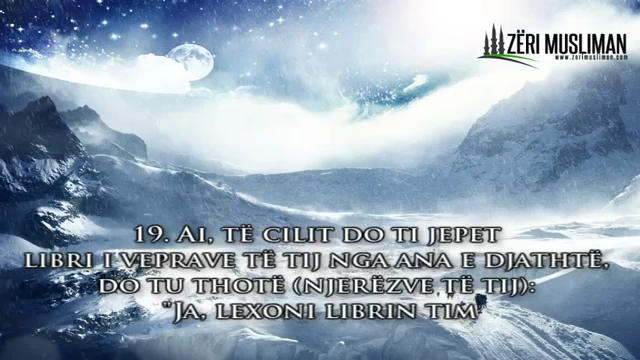 ZËRI MUSLIMAN
www.zerimusliman.com
19. AI, TË CILIT DO TI JEPET
LIBRI I VEPRAVE TË TIJ NGA ANA E DJATHTË,
DO TU THOTË (NJERËZVE TË TIJ):
"JA, LEXONI LIBRIN TIM